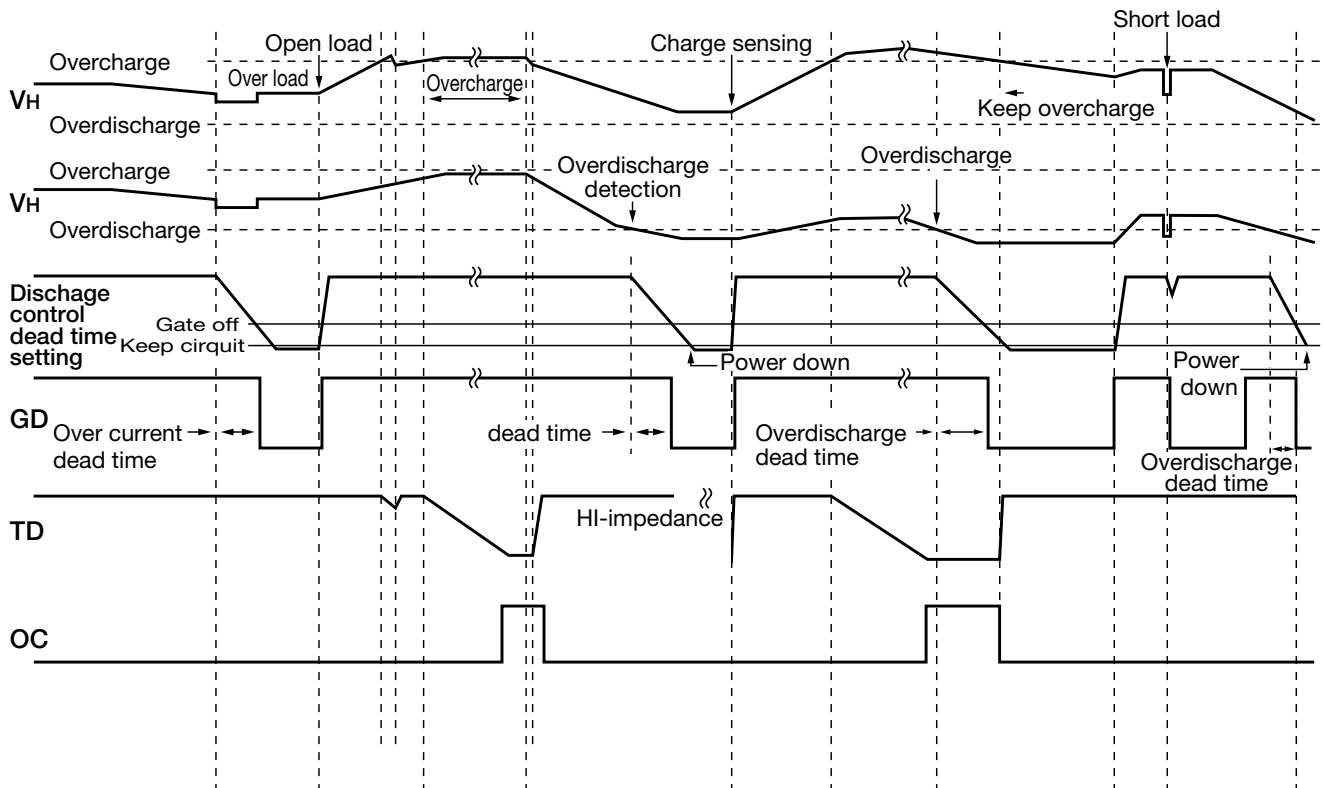 Short load
Open load
Charge sensing
Overcharge
Over load
Overcharge
VH
Keep overcharge
Overdischarge
Overcharge
Overdischarge
Overdischarge
detection
VH
Overdischarge
Dischage
control
dead time
setting
Gate off
Keep cirquit
Power down
Power
down
GD
Over current
dead time
dead time
Overdischarge
dead time
Overdischarge
dead time
TD
HI-impedance
OC